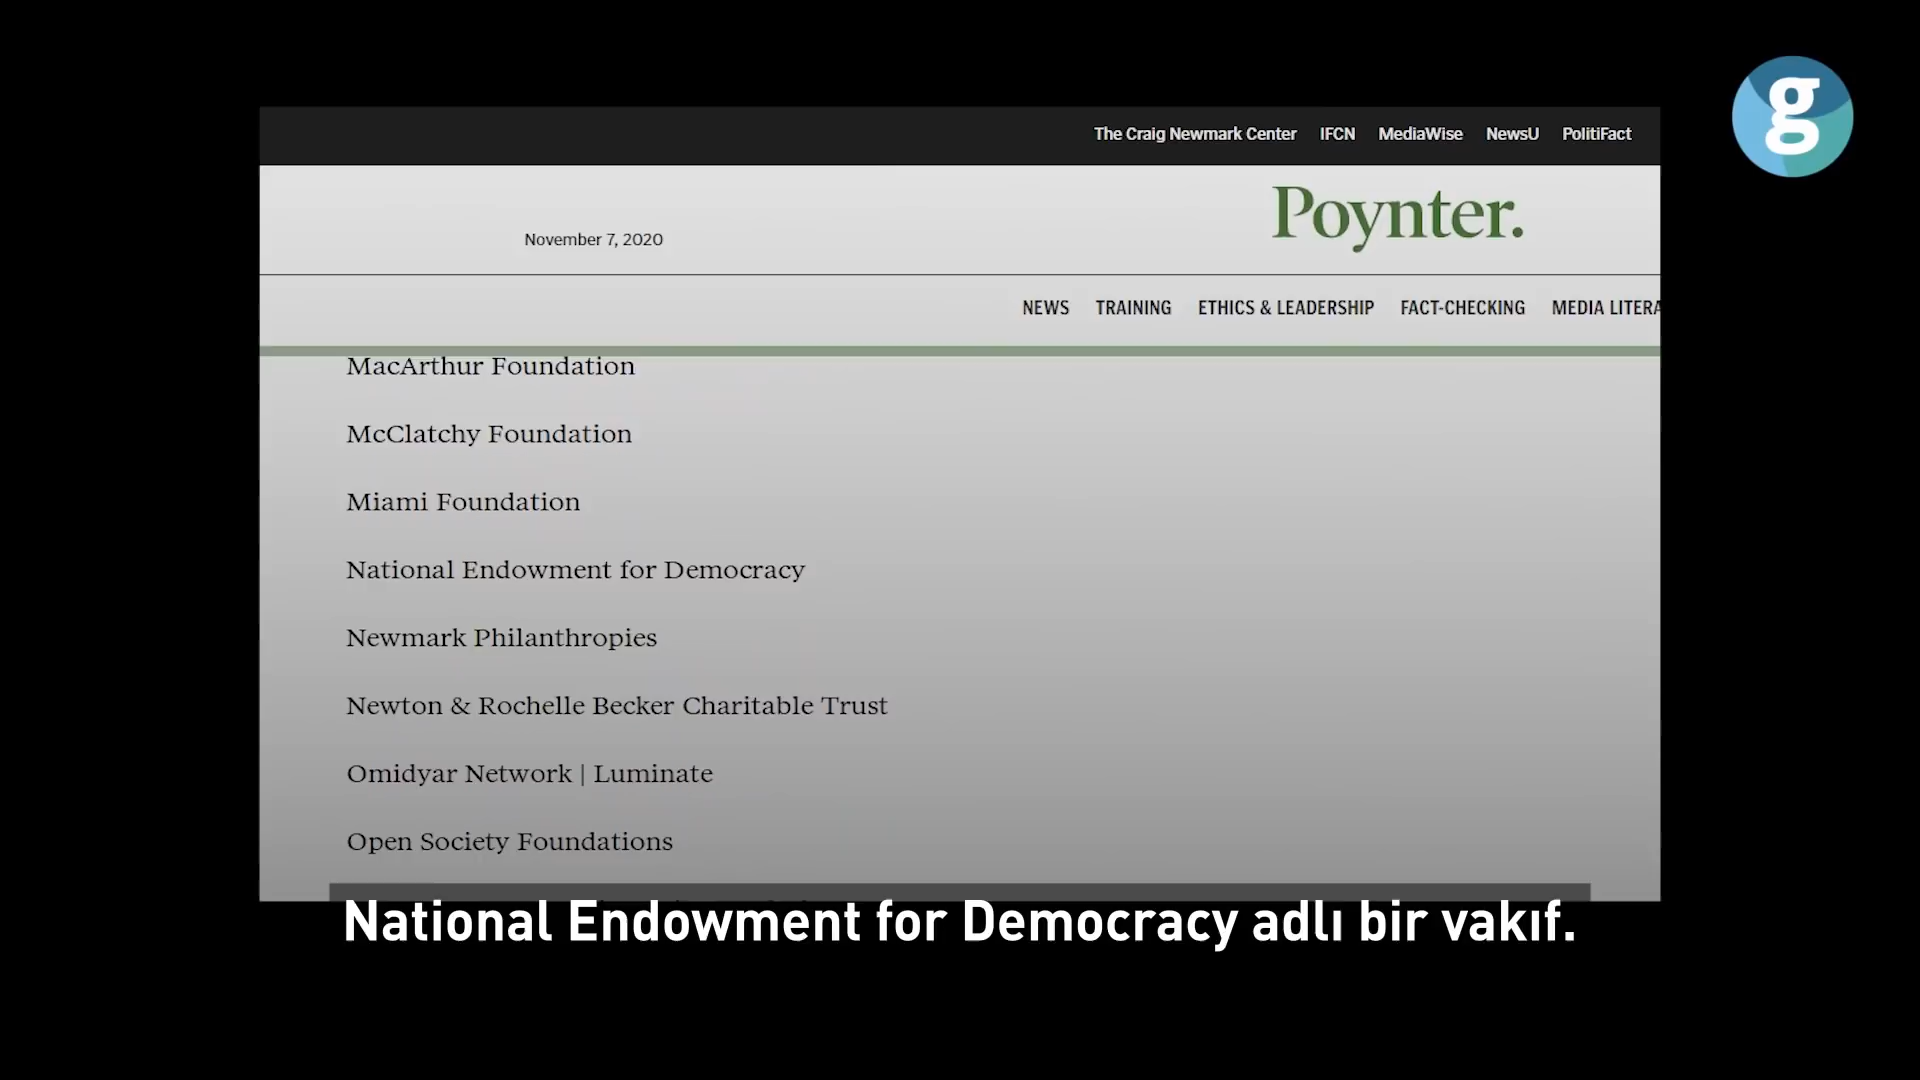 g
The Craig Newmark Center IFCN MediaWise NewsU PolitiFact
November 7, 2020
Poynter.
NEWS TRAINING ETHICS & LEADERSHIP FACT-CHECKING MEDIA LITERA
MacArthur Foundation
McClatchy Foundation
Miami Foundation
National Endowment for Democracy
Newmark Philanthropies
Newton & Rochelle Becker Charitable Trust
Omidyar Network | Luminate
Open Society Foundations
National Endowment for Democracy adlı bir vakıf.